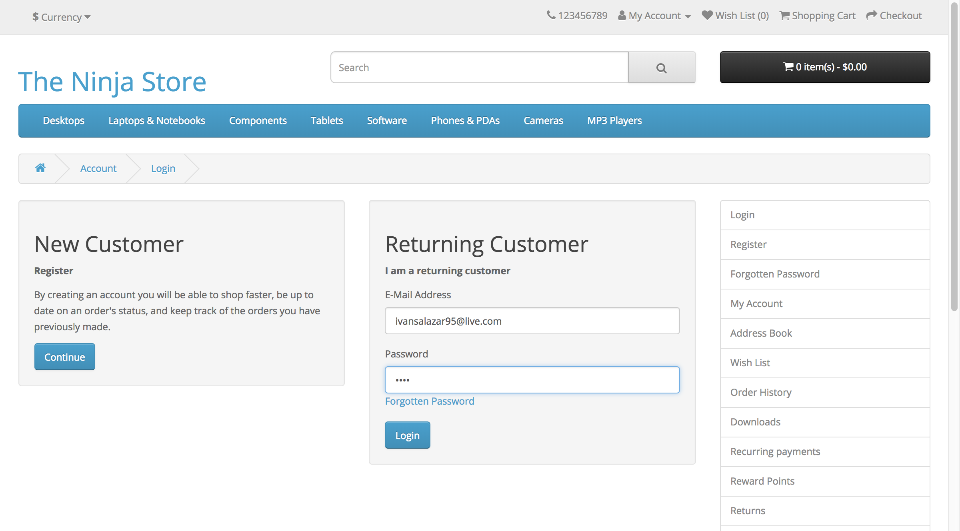 $ Currency
123456789 My Account Wish List (0) Shopping Cart Checkout
The Ninja Store
Search
0 item(s) - $0.00
Desktops Laptops & Notebooks Components Tablets Software Phones & PDAs Cameras MP3 Players
Account Login
New Customer
Register
By creating an account you will be able to shop faster, be up to
date on an order's status, and keep track of the orders you have
previously made.
Continue
Returning Customer
I am a returning customer
E-Mail Address
ivansalazar95@live.com
Password
••••
Forgotten Password
Login
Login
Register
Forgotten Password
My Account
Address Book
Wish List
Order History
Downloads
Recurring payments
Reward Points
Returns